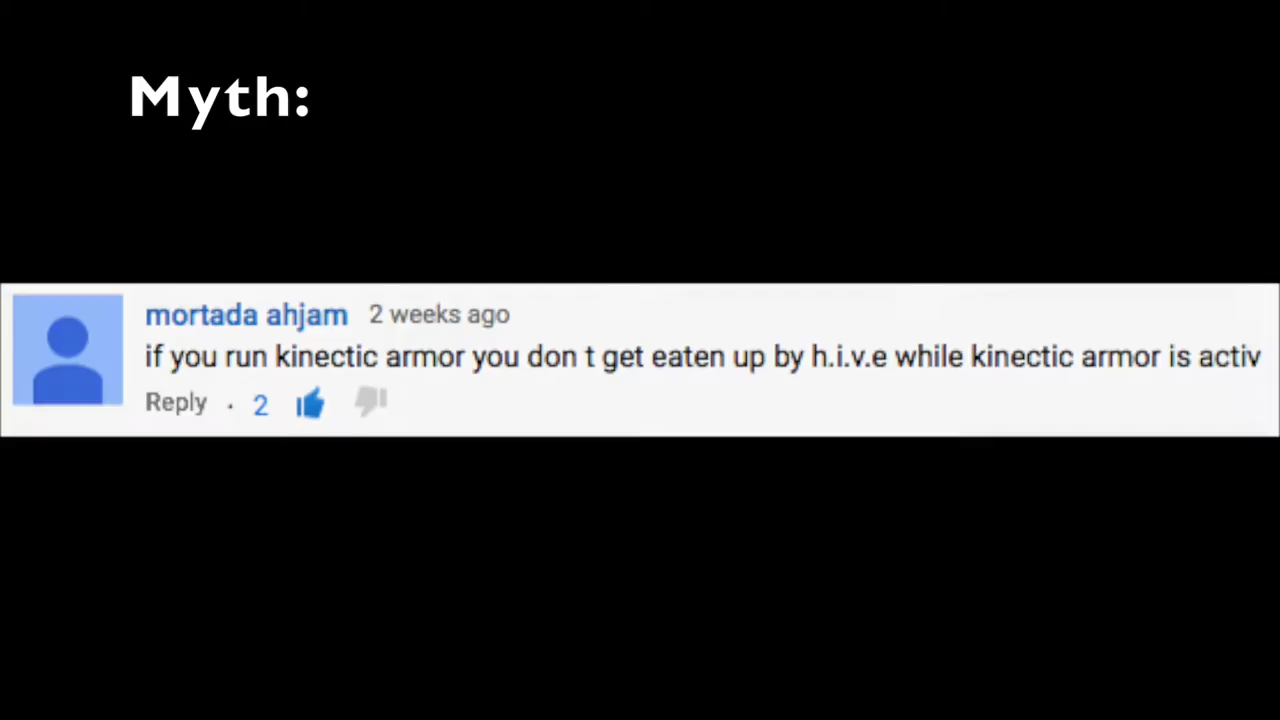 Myth:
mortada ahjam 2 weeks ago
if you run kinectic armor you don t get eaten up by h.i.v.e while kinectic armor is activ
Reply · 2